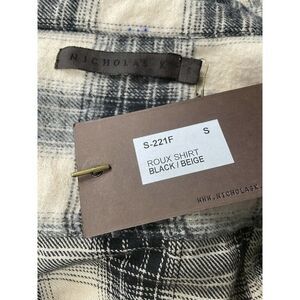 NICHOLAS K
S
S-221F S
ROUX SHIRT
BLACK / BEIGE
WWW.NICHOLASK.